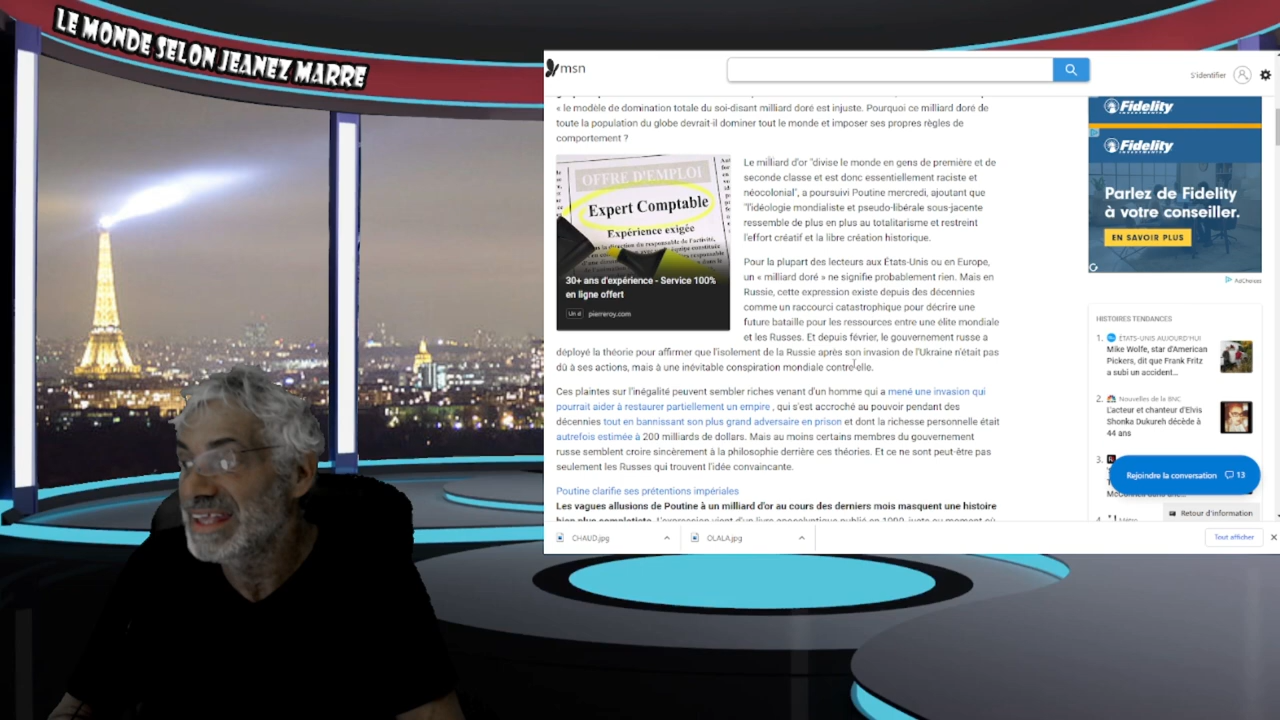 LE MONDE SELON JEANEZ MARRE
msn
S'identifier
« le modèle de domination totale du soi-disant milliard doré est injuste. Pourquoi ce milliard doré de
toute la population du globe devrait-il dominer tout le monde et imposer ses propres règles de
comportement ?
OFFRE D'EMPLOI
Expert Comptable
Expérience exigée
30+ ans d'expérience - Service 100%
en ligne offert
pierreroy.com
Le milliard d'or "divise le monde en gens de première et de
seconde classe et est donc essentiellement raciste et
néocolonial", a poursuivi Poutine mercredi, ajoutant que
"l'idéologie mondialiste et pseudo-libérale sous-jacente
ressemble de plus en plus au totalitarisme et restreint
l'effort créatif et la libre création historique.
Pour la plupart des lecteurs aux États-Unis ou en Europe,
un « milliard doré » ne signifie probablement rien. Mais en
Russie, cette expression existe depuis des décennies
comme un raccourci catastrophique pour décrire une
future bataille pour les ressources entre une élite mondiale
et les Russes. Et depuis février, le gouvernement russe a
déployé la théorie pour affirmer que l'isolement de la Russie après son invasion de l'Ukraine n'était pas
dû à ses actions, mais à une inévitable conspiration mondiale contre elle.
Ces plaintes sur l'inégalité peuvent sembler riches venant d'un homme qui a mené une invasion qui
pourrait aider à restaurer partiellement un empire , qui s'est accroché au pouvoir pendant des
décennies tout en bannissant son plus grand adversaire en prison et dont la richesse personnelle était
autrefois estimée à 200 milliards de dollars. Mais au moins certains membres du gouvernement
russe semblent croire sincèrement à la philosophie derrière ces théories. Et ce ne sont peut-être pas
seulement les Russes qui trouvent l'idée convaincante.
Poutine clarifie ses prétentions impériales
Les vagues allusions de Poutine à un milliard d'or au cours des derniers mois masquent une histoire
Fidelity
INVESTMENTS
Fidelity
INVESTMENTS
Parlez de Fidelity
à votre conseiller.
EN SAVOIR PLUS
AdChoices
HISTOIRES TENDANCES
1. ÉTATS-UNIS AUJOURD'HUI
Mike Wolfe, star d'American
Pickers, dit que Frank Fritz
a subi un accident...
2. Nouvelles de la BNC
L'acteur et chanteur d'Elvis
Shonka Dukureh décède à
44 ans
3.
Rejoindre la conversation 13
Retour d'information
4.
CHAUD.jpg
OLALA.jpg
Tout afficher